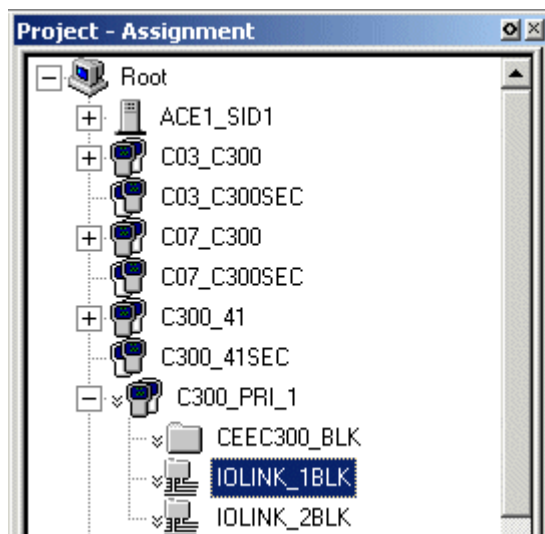 Project - Assignment
Root
ACE1_SID1
C03_C300
C03_C300SEC
C07_C300
C07_C300SEC
C300_41
C300_41SEC
C300_PRI_1
CEEC300_BLK
IOLINK_1BLK
IOLINK_2BLK